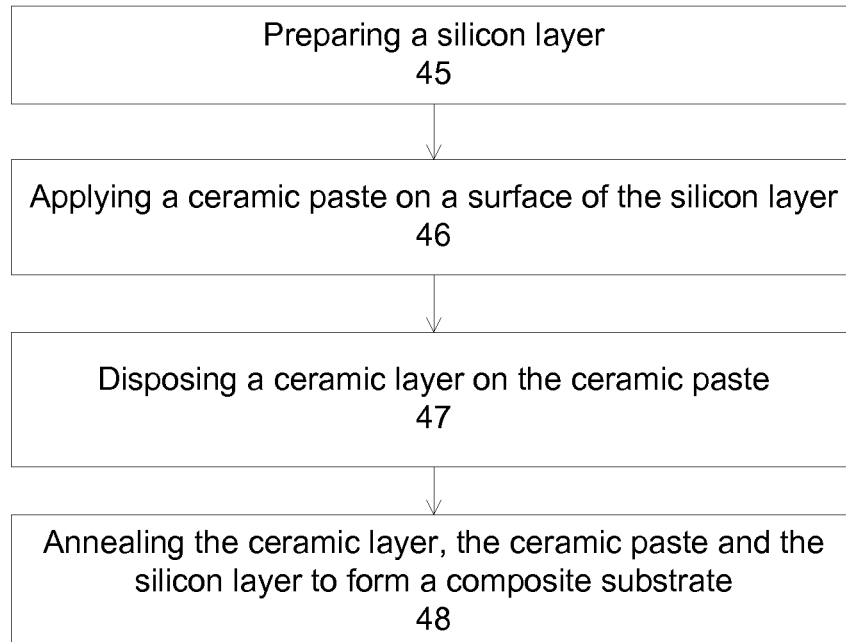 Preparing a silicon layer
45
Applying a ceramic paste on a surface of the silicon layer
46
Disposing a ceramic layer on the ceramic paste
47
Annealing the ceramic layer, the ceramic paste and the
silicon layer to form a composite substrate
48